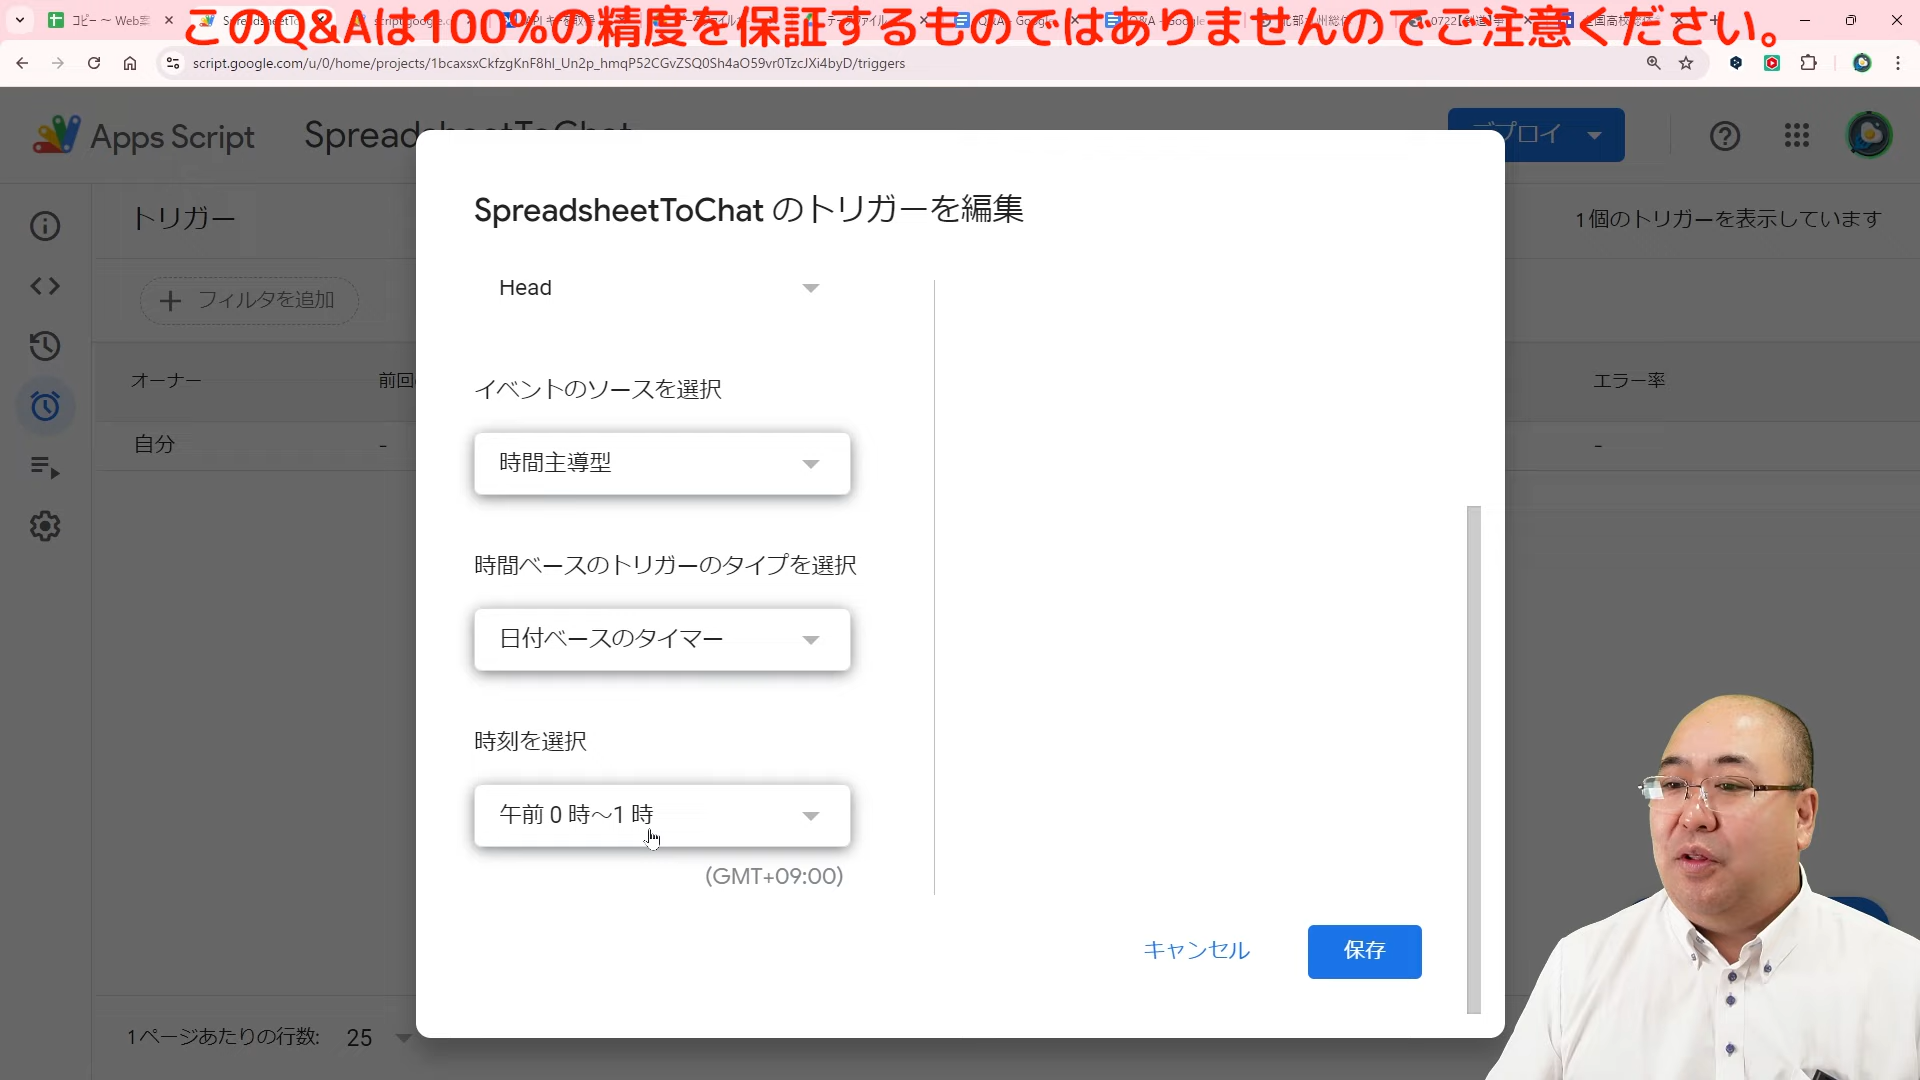 このQ&Aは100%の精度を保証するものではありませんのでご注意ください。
コピー 〜 Web
script.google.com/u/0/home/projects/1bcaxsxCkfzgKnF8hl_Un2p_hmqP52CGvZSQ0Sh4aO59vr0TzcJXi4byD/triggers
Apps Script
SpreadsheetToChat
デプロイ
トリガー
1個のトリガーを表示しています
フィルタを追加
オーナー
前回
エラー率
自分
-
-
SpreadsheetToChat のトリガーを編集
Head
イベントのソースを選択
時間主導型
時間ベースのトリガーのタイプを選択
日付ベースのタイマー
時刻を選択
午前 0 時〜1 時
(GMT+09:00)
キャンセル
保存
1ページあたりの行数:
25